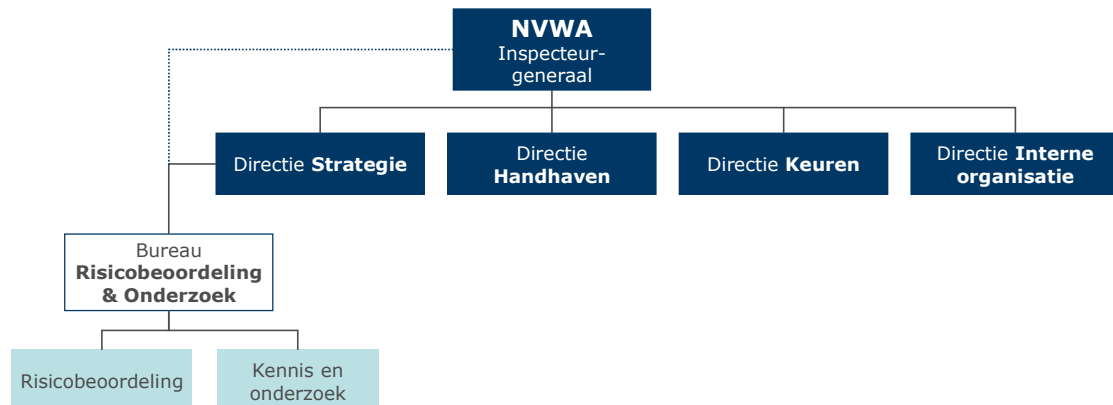 NVWA
Inspecteur-
generaal
Directie Strategie
Directie
Handhaven
Directie Keuren
Directie Interne
organisatie
Bureau
Risicobeoordeling
& Onderzoek
Risicobeoordeling
Kennis en
onderzoek